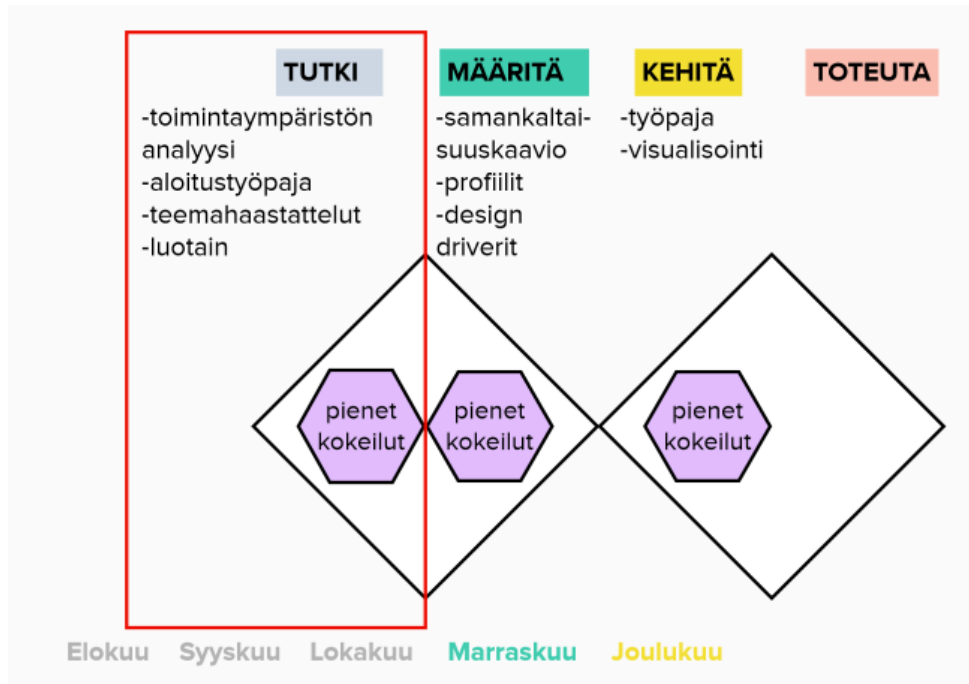 TUTKI
-toimintaympäristön
analyysi
-aloitustyöpaja
-teemahaastattelut
-luotain
MÄÄRITÄ
-samankaltai-
suuskaavio
-profiilit
-design
driverit
KEHITÄ
-työpaja
-visualisointi
TOTEUTA
pienet
kokeilut
pienet
kokeilut
pienet
kokeilut
Elokuu Syyskuu Lokakuu Marraskuu Joulukuu